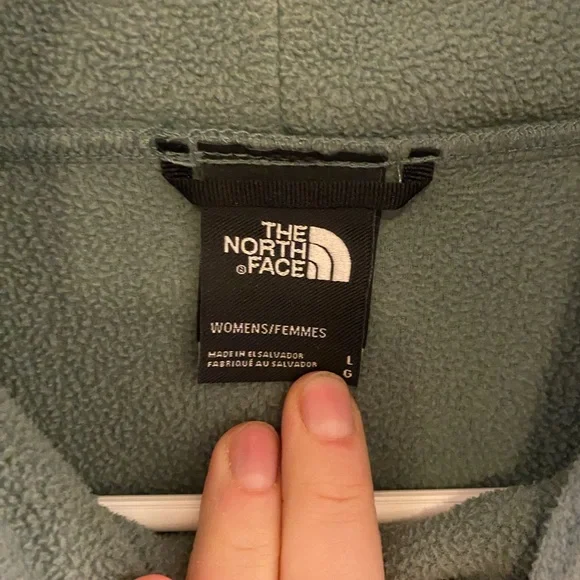 THE
NORTH
®FACE
WOMENS/FEMMES
MADE IN EL SALVADOR
FABRIQUÉ AU SALVADOR
L
G